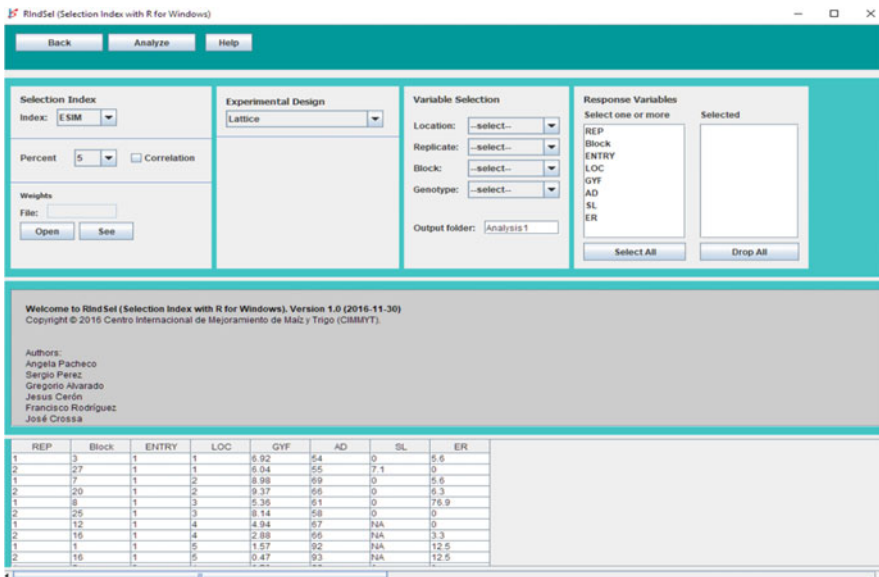 RIndSel (Selection Index with R for Windows)
Back Analyze Help
Selection Index
Index: ESIM
Percent 5 Correlation
Weights
File:
Open See
Experimental Design
Lattice
Variable Selection
Location: --select--
Replicate: --select--
Block: --select--
Genotype: --select--
Output folder: Analysis1
Response Variables
Select one or more Selected
REP
Block
ENTRY
LOC
GYF
AD
SL
ER
Select All Drop All
Welcome to RIndSel (Selection Index with R for Windows). Version 1.0 (2016-11-30)
Copyright © 2016 Centro Internacional de Mejoramiento de Maíz y Trigo (CIMMYT).
Authors:
Angela Pacheco
Sergio Perez
Gregorio Alvarado
Jesus Cerón
Francisco Rodríguez
José Crossa
REP Block ENTRY LOC GYF AD SL ER
1 3 1 1 6.92 54 0 5.6
2 27 1 1 6.04 55 7.1 0
1 7 1 2 8.98 69 0 5.6
2 20 1 2 9.37 66 0 6.3
1 8 1 3 5.36 61 0 76.9
2 25 1 3 8.14 58 0 0
1 12 1 4 4.94 67 NA 0
2 16 1 4 2.88 66 NA 3.3
1 1 1 5 1.57 92 NA 12.5
2 16 1 5 0.47 93 NA 12.5